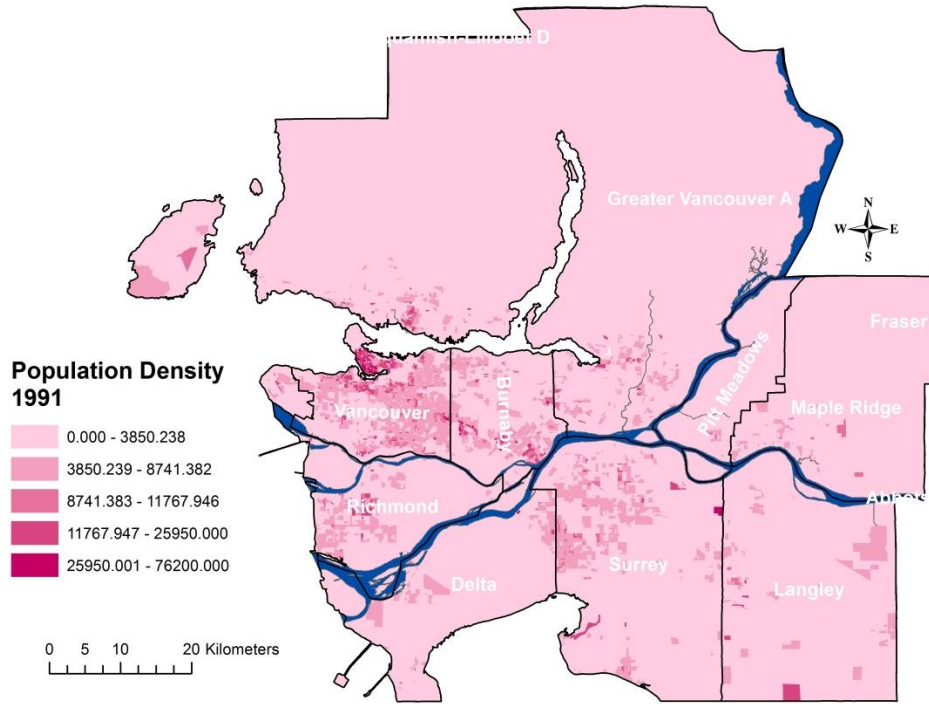 Lillooet D
Greater Vancouver A
N
W E
S
Fraser
Population Density
1991
0.000 - 3850.238
3850.239 - 8741.382
8741.383 - 11767.946
11767.947 - 25950.000
25950.001 - 76200.000
Vancouver
Burnaby
Pitt Meadows
Maple Ridge
Richmond
Delta
Surrey
Langley
0 5 10 20 Kilometers